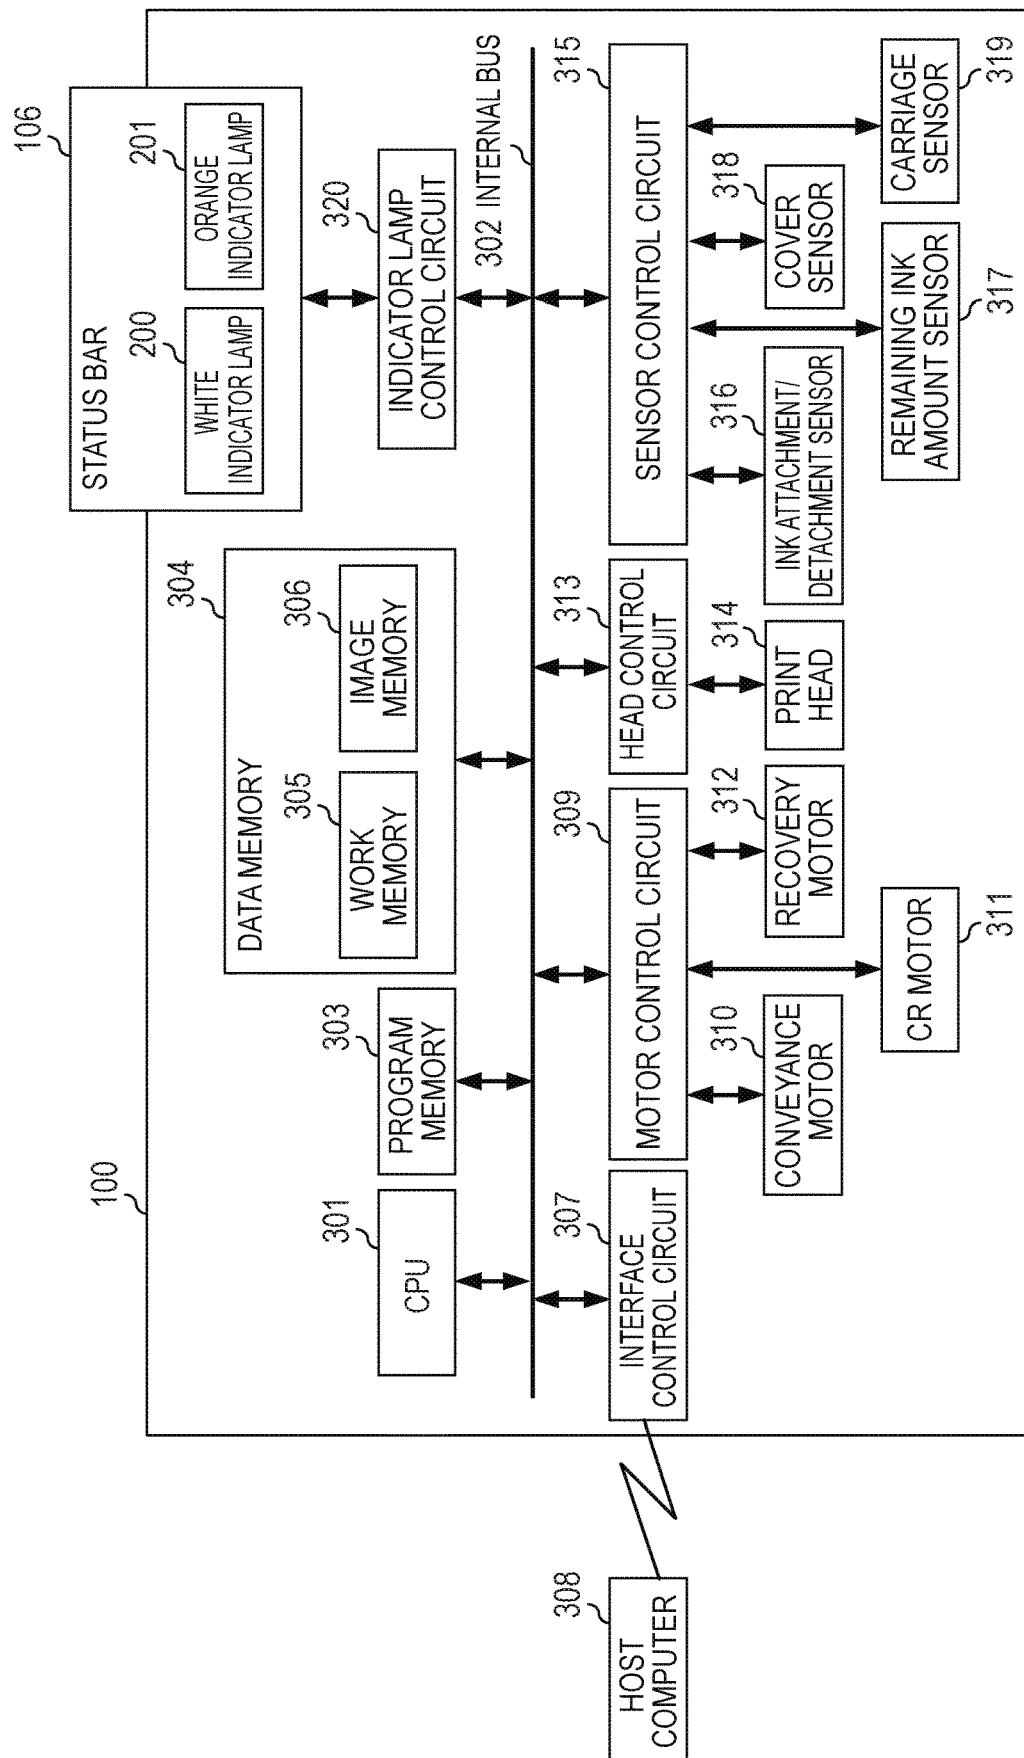 100
106
STATUS BAR
200
WHITE
INDICATOR LAMP
201
ORANGE
INDICATOR LAMP
304
DATA MEMORY
305
WORK
MEMORY
306
IMAGE
MEMORY
301
CPU
303
PROGRAM
MEMORY
320
INDICATOR LAMP
CONTROL CIRCUIT
302 INTERNAL BUS
308
HOST
COMPUTER
307
INTERFACE
CONTROL CIRCUIT
309
MOTOR CONTROL CIRCUIT
313
HEAD CONTROL
CIRCUIT
315
SENSOR CONTROL CIRCUIT
310
CONVEYANCE
MOTOR
312
RECOVERY
MOTOR
314
PRINT
HEAD
316
INK ATTACHMENT/
DETACHMENT SENSOR
318
COVER
SENSOR
CR MOTOR
311
REMAINING INK
AMOUNT SENSOR
317
CARRIAGE
SENSOR
319